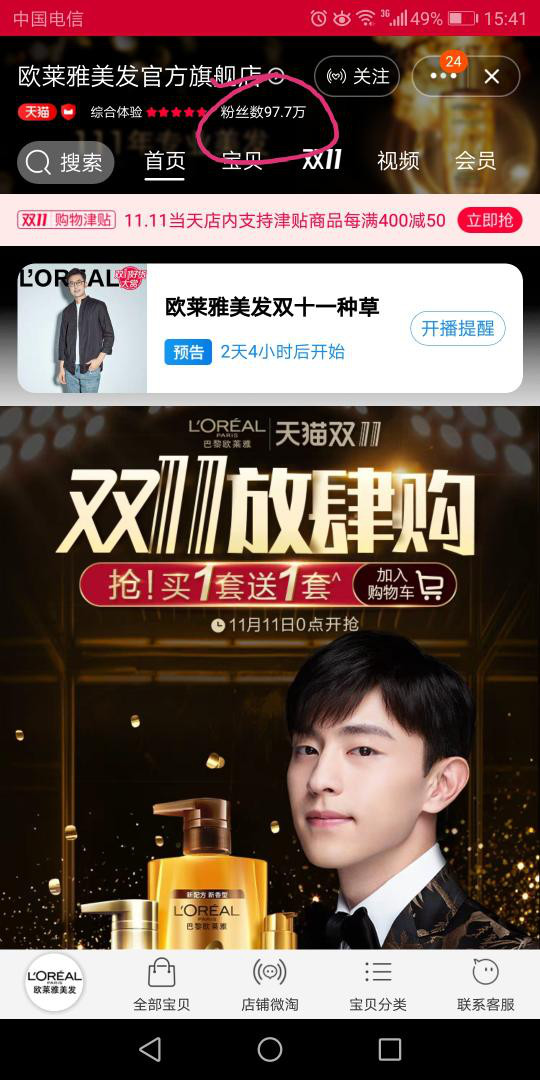 中国电信 3G 49% 15:41
欧莱雅美发官方旗舰店 关注 24
天猫 综合体验 粉丝数97.7万
搜索 首页 宝贝 双11 视频 会员
双11 购物津贴 11.11当天店内支持津贴商品每满400减50 立即抢
L'ORÉAL 双11好货大赏
欧莱雅美发双十一种草
预告 2天4小时后开始 开播提醒
L'ORÉAL PARIS 巴黎欧莱雅 天猫双11
双11放肆购
抢!买1套送1套^ 加入购物车
11月11日0点开抢
新配方 新香型
L'ORÉAL
PARIS
巴黎欧莱雅
L'ORÉAL PARIS 欧莱雅美发
全部宝贝 店铺微淘 宝贝分类 联系客服